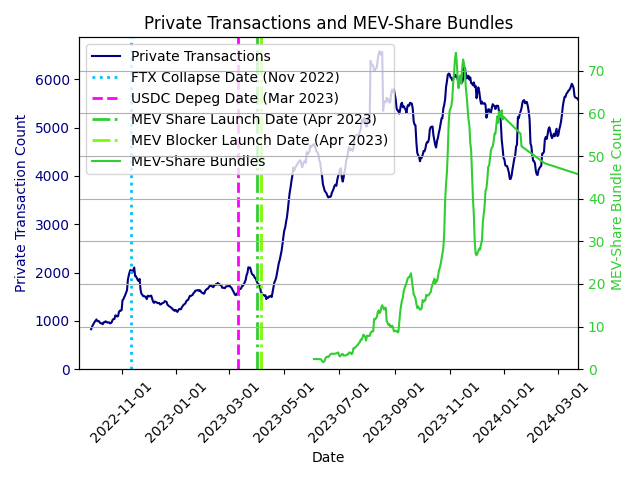 Private Transactions and MEV-Share Bundles
Private Transactions
FTX Collapse Date (Nov 2022)
USDC Depeg Date (Mar 2023)
MEV Share Launch Date (Apr 2023)
MEV Blocker Launch Date (Apr 2023)
MEV-Share Bundles
Private Transaction Count
6000
5000
4000
3000
2000
1000
0
70
60
50
40
30
20
10
0
MEV-Share Bundle Count
2022-11-01
2023-01-01
2023-03-01
2023-05-01
2023-07-01
2023-09-01
2023-11-01
2024-01-01
2024-03-01
Date